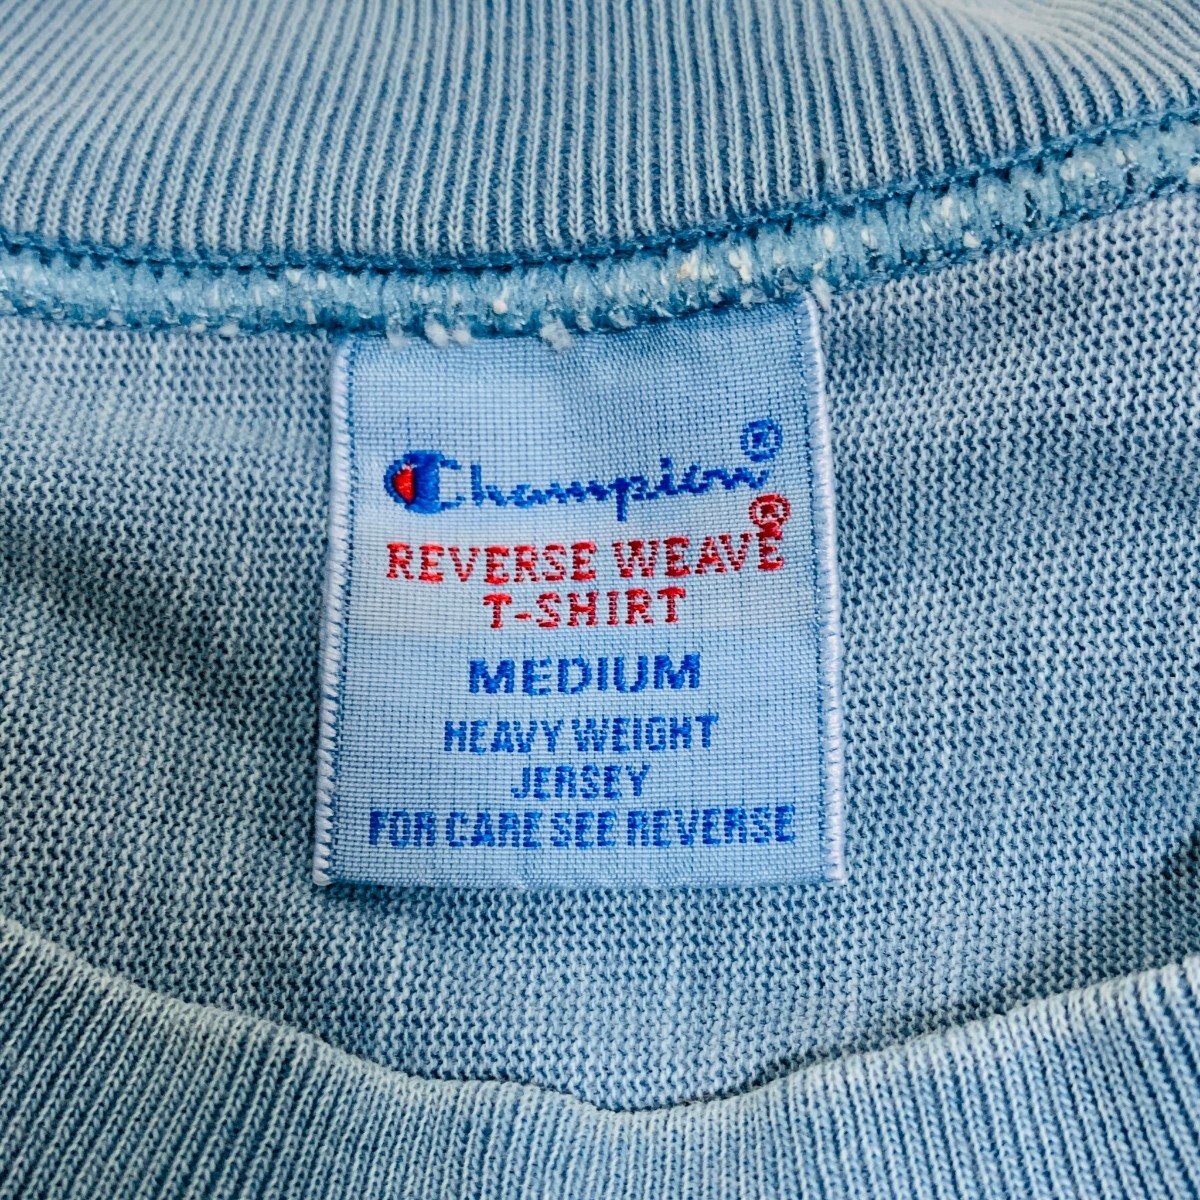 Champion®
REVERSE WEAVE®
T-SHIRT
MEDIUM
HEAVY WEIGHT
JERSEY
FOR CARE SEE REVERSE